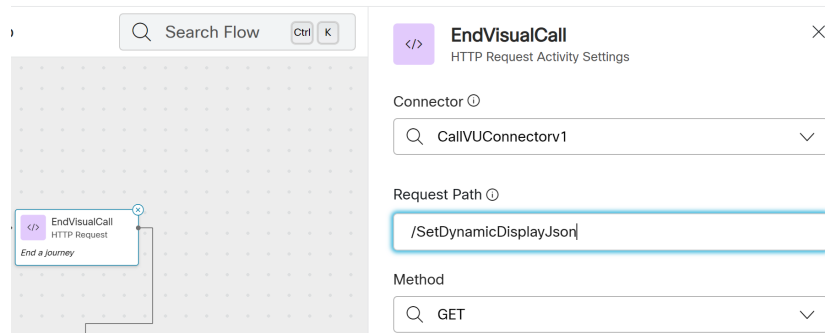 Search Flow
Ctrl
K
EndVisualCall
HTTP Request
End a journey
EndVisualCall
HTTP Request Activity Settings
Connector
CallVUConnectorv1
Request Path
/SetDynamicDisplayJson
Method
GET